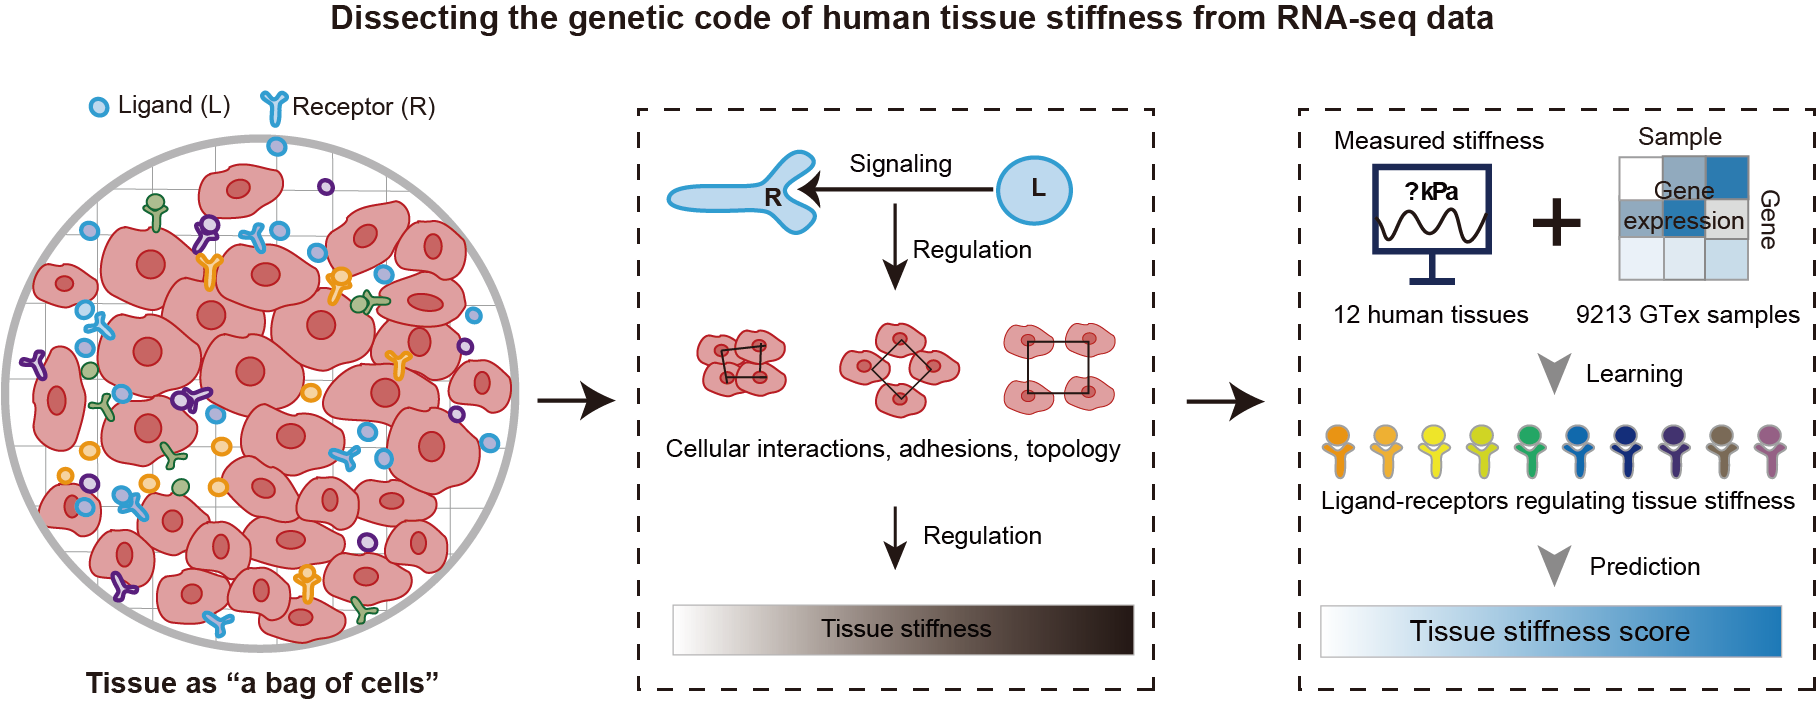 Dissecting the genetic code of human tissue stiffness from RNA-seq data
Ligand (L)
Receptor (R)
Tissue as “a bag of cells”
Signaling
R
L
Regulation
Cellular interactions, adhesions, topology
Regulation
Tissue stiffness
Measured stiffness
?kPa
12 human tissues
Sample
Gene
expression
Gene
9213 GTex samples
Learning
Ligand-receptors regulating tissue stiffness
Prediction
Tissue stiffness score